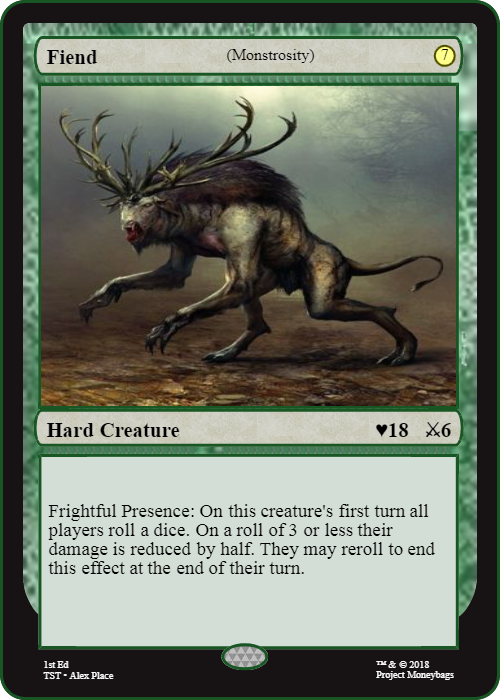 Fiend (Monstrosity) 7
Hard Creature ♥18 ⚔6
Frightful Presence: On this creature's first turn all
players roll a dice. On a roll of 3 or less their
damage is reduced by half. They may reroll to end
this effect at the end of their turn.
1st Ed ™ & © 2018
TST • Alex Place Project Moneybags